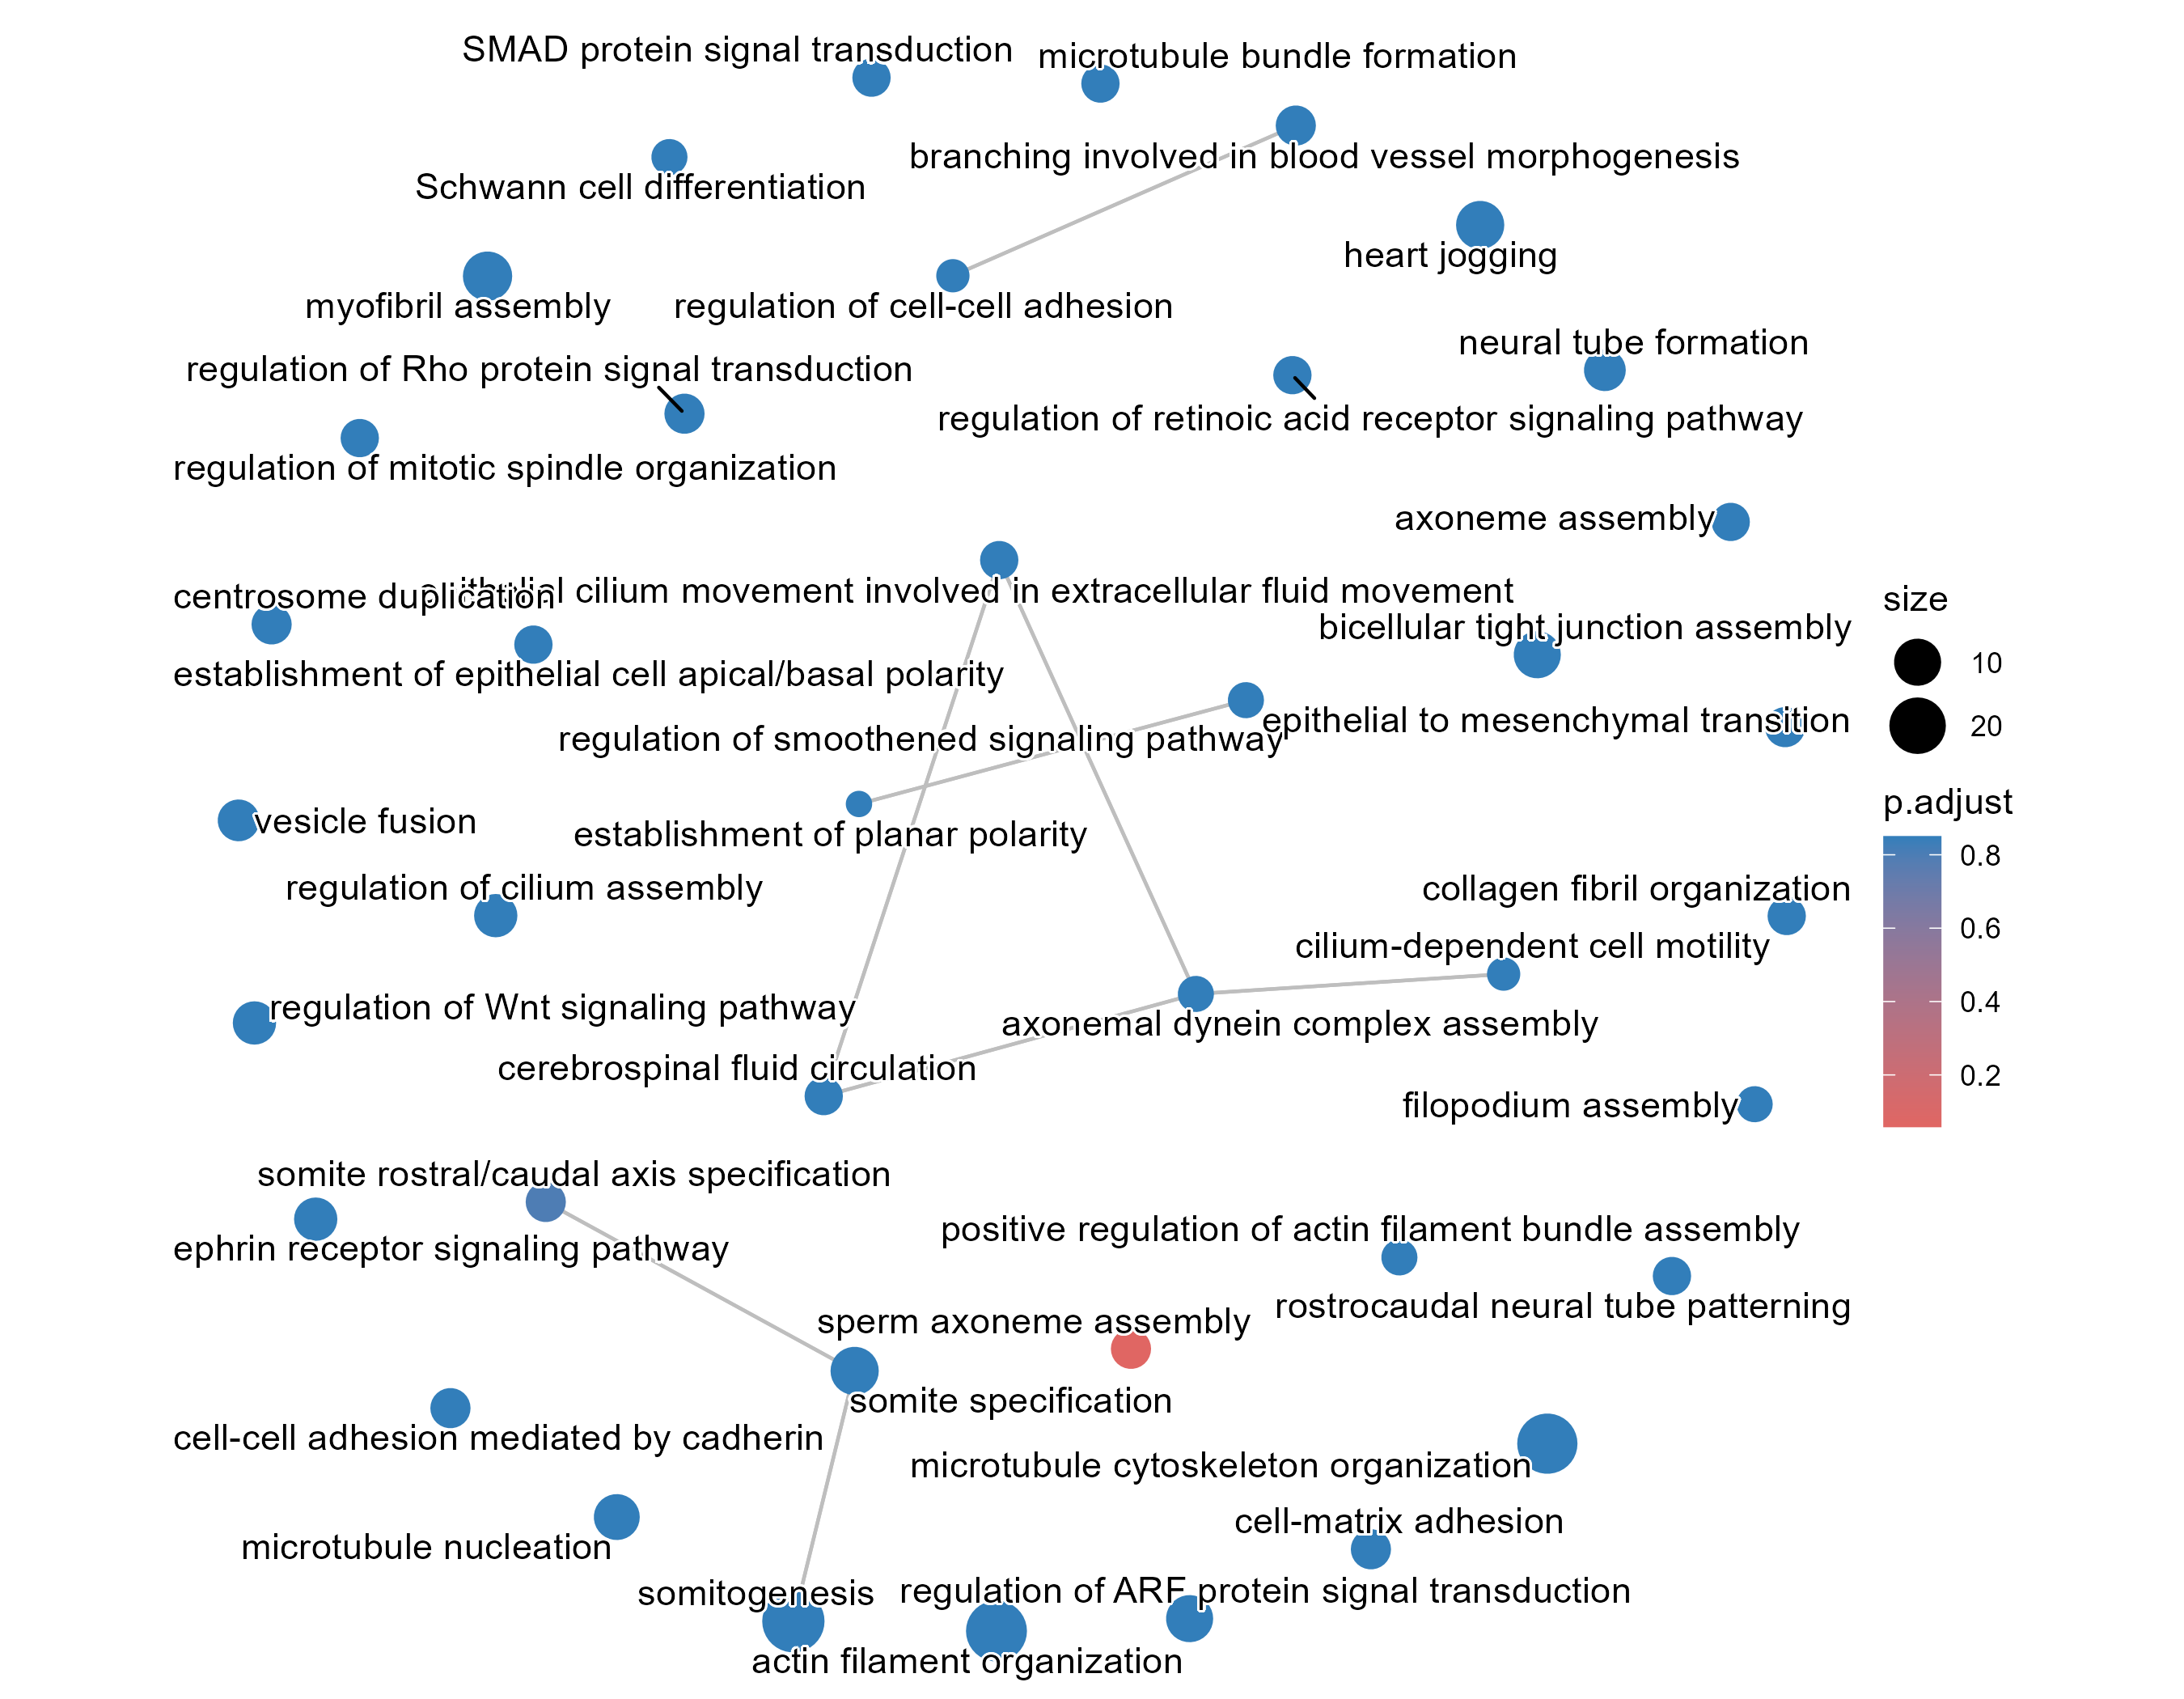 SMAD protein signal transduction
microtubule bundle formation
branching involved in blood vessel morphogenesis
Schwann cell differentiation
heart jogging
myofibril assembly
regulation of cell-cell adhesion
neural tube formation
regulation of Rho protein signal transduction
regulation of retinoic acid receptor signaling pathway
regulation of mitotic spindle organization
axoneme assembly
centrosome duplication
cilium movement involved in extracellular fluid movement
bicellular tight junction assembly
establishment of epithelial cell apical/basal polarity
epithelial to mesenchymal transition
regulation of smoothened signaling pathway
vesicle fusion
establishment of planar polarity
regulation of cilium assembly
collagen fibril organization
cilium-dependent cell motility
regulation of Wnt signaling pathway
axonemal dynein complex assembly
cerebrospinal fluid circulation
filopodium assembly
somite rostral/caudal axis specification
ephrin receptor signaling pathway
positive regulation of actin filament bundle assembly
rostrocaudal neural tube patterning
sperm axoneme assembly
somite specification
cell-cell adhesion mediated by cadherin
microtubule cytoskeleton organization
cell-matrix adhesion
microtubule nucleation
somitogenesis
regulation of ARF protein signal transduction
actin filament organization
size
10
20
p.adjust
0.8
0.6
0.4
0.2